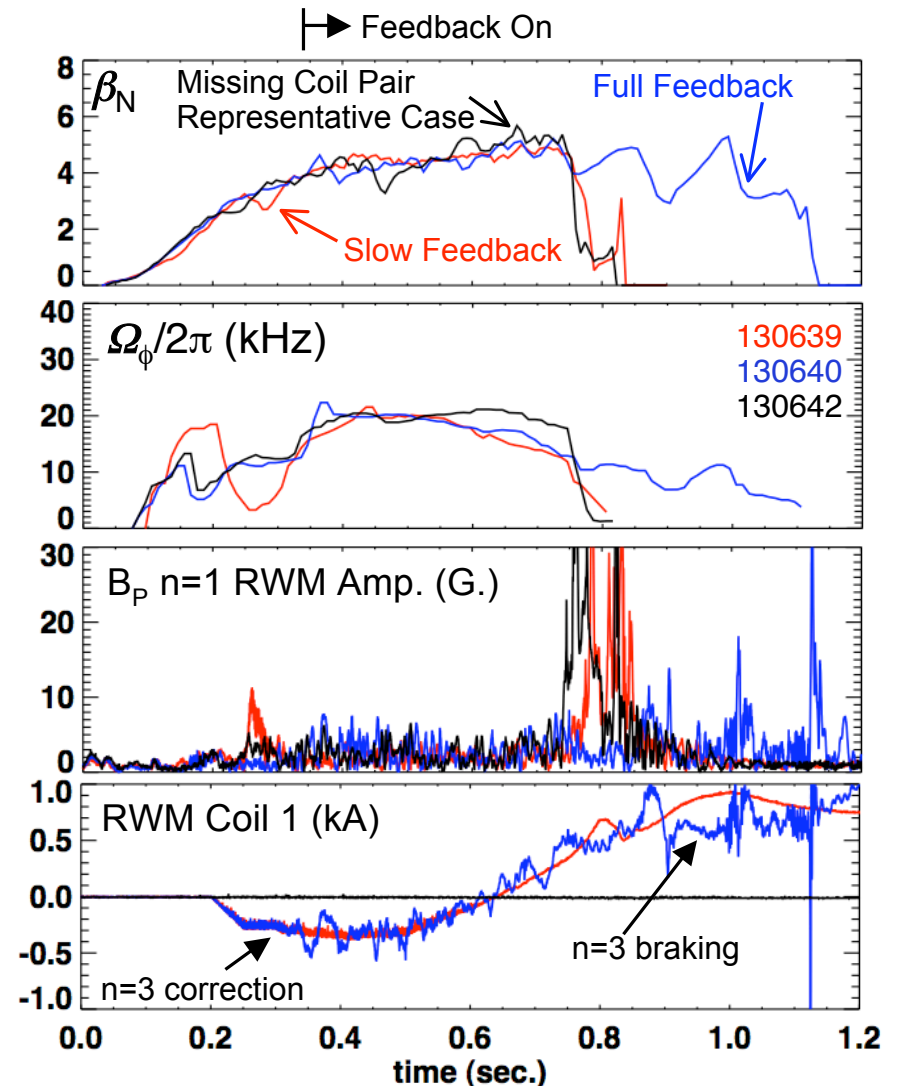 Feedback On
8
6
4
2
0
βN
Missing Coil Pair
Representative Case
Full Feedback
Slow Feedback
40
30
20
10
0
Ωϕ/2π (kHz)
130639
130640
130642
30
20
10
0
BP n=1 RWM Amp. (G.)
1.0
0.5
0.0
-0.5
-1.0
RWM Coil 1 (kA)
n=3 braking
n=3 correction
0.0 0.2 0.4 0.6 0.8 1.0 1.2
time (sec.)